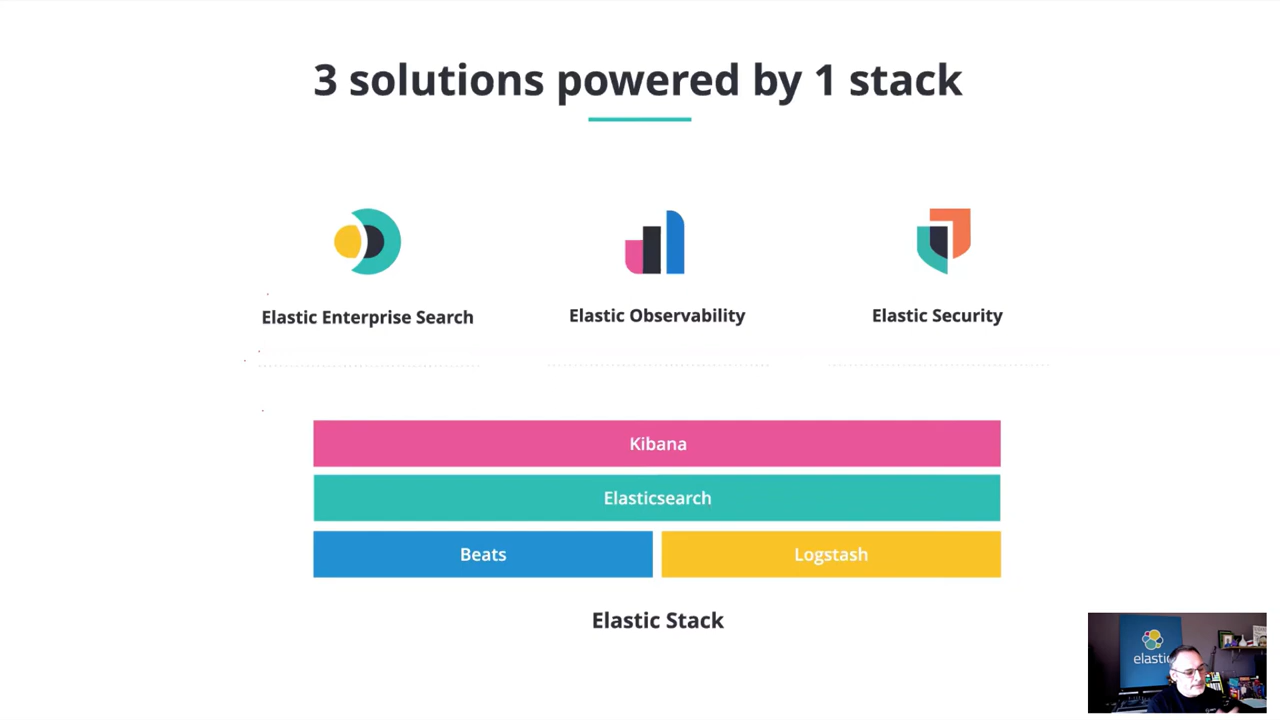 3 solutions powered by 1 stack
Elastic Enterprise Search
Elastic Observability
Elastic Security
Kibana
Elasticsearch
Beats
Logstash
Elastic Stack
elastic